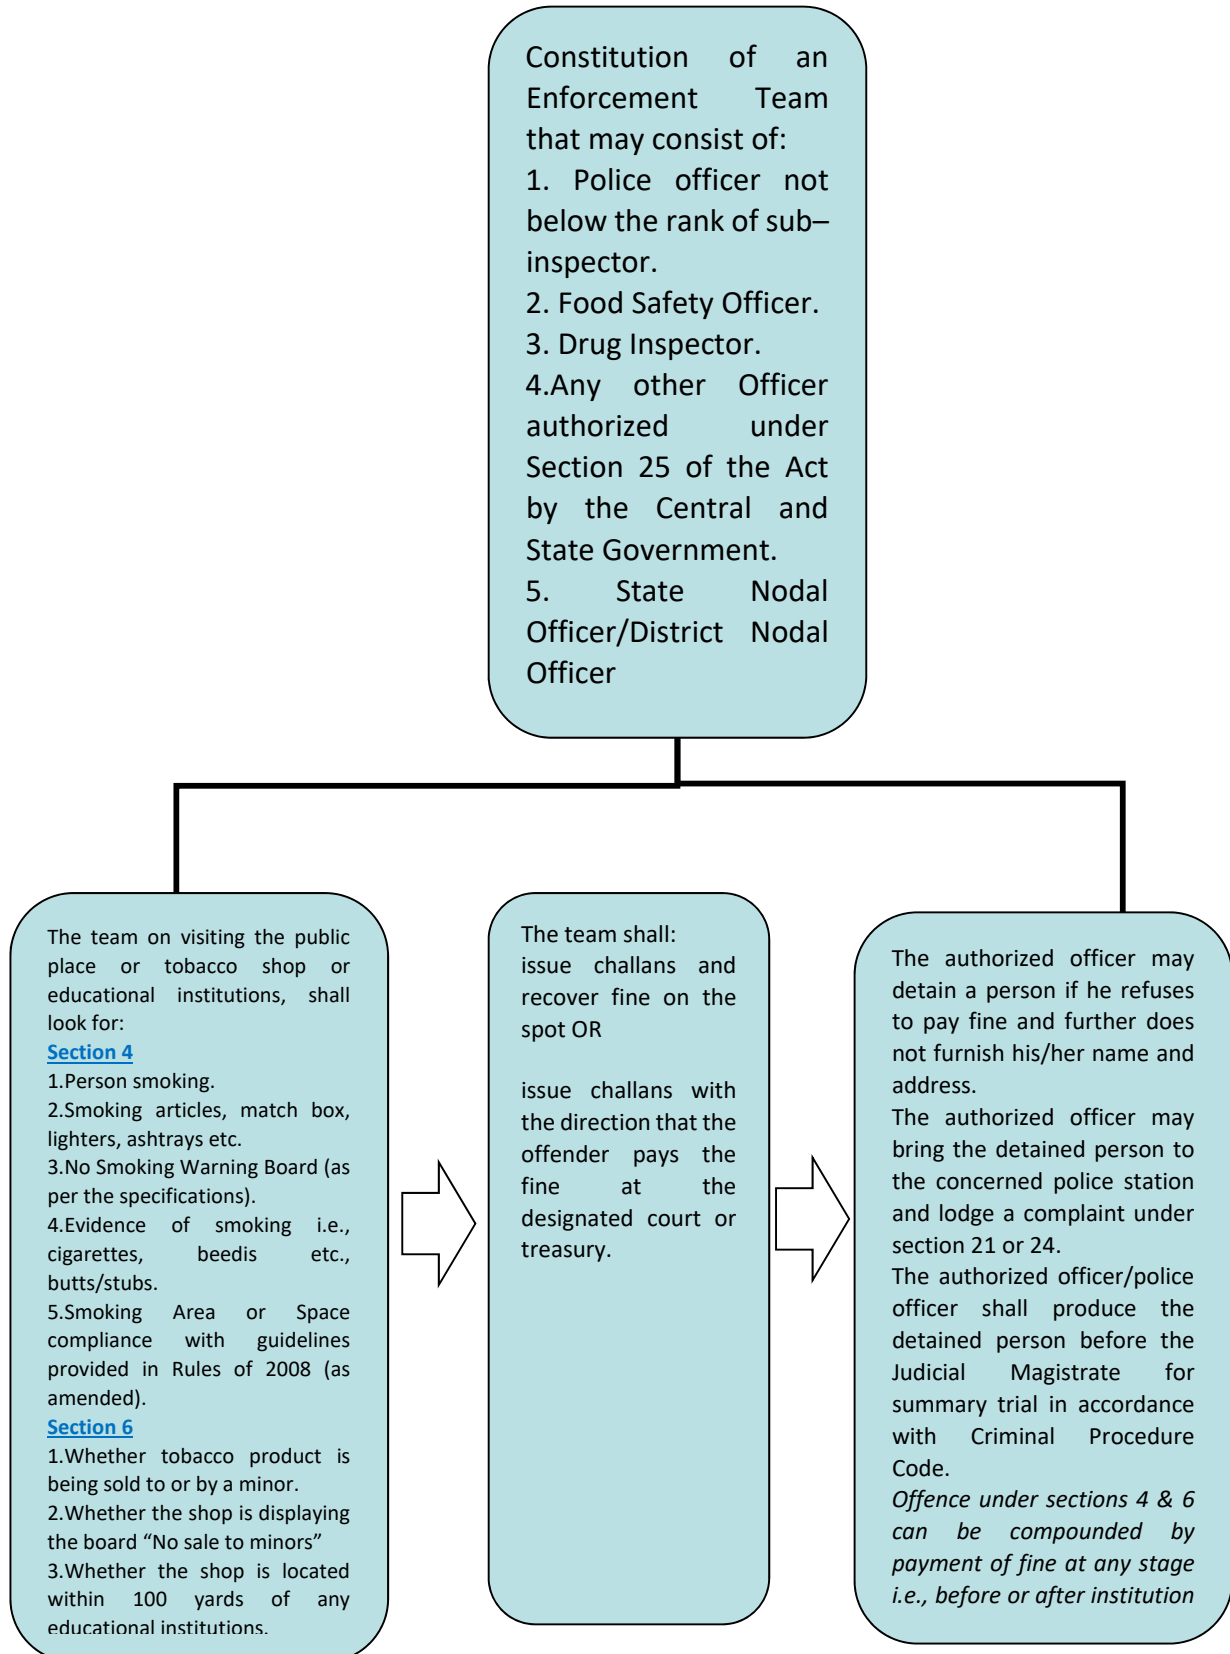 Constitution of an
Enforcement Team
that may consist of:
1. Police officer not
below the rank of sub–
inspector.
2. Food Safety Officer.
3. Drug Inspector.
4.Any other Officer
authorized under
Section 25 of the Act
by the Central and
State Government.
5. State Nodal
Officer/District Nodal
Officer
The team on visiting the public
place or tobacco shop or
educational institutions, shall
look for:
Section 4
1.Person smoking.
2.Smoking articles, match box,
lighters, ashtrays etc.
3.No Smoking Warning Board (as
per the specifications).
4.Evidence of smoking i.e.,
cigarettes, beedis etc.,
butts/stubs.
5.Smoking Area or Space
compliance with guidelines
provided in Rules of 2008 (as
amended).
Section 6
1.Whether tobacco product is
being sold to or by a minor.
2.Whether the shop is displaying
the board “No sale to minors”
3.Whether the shop is located
within 100 yards of any
educational institutions.
The team shall:
issue challans and
recover fine on the
spot OR
issue challans with
the direction that the
offender pays the
fine at the
designated court or
treasury.
The authorized officer may
detain a person if he refuses
to pay fine and further does
not furnish his/her name and
address.
The authorized officer may
bring the detained person to
the concerned police station
and lodge a complaint under
section 21 or 24.
The authorized officer/police
officer shall produce the
detained person before the
Judicial Magistrate for
summary trial in accordance
with Criminal Procedure
Code.
Offence under sections 4 & 6
can be compounded by
payment of fine at any stage
i.e., before or after institution